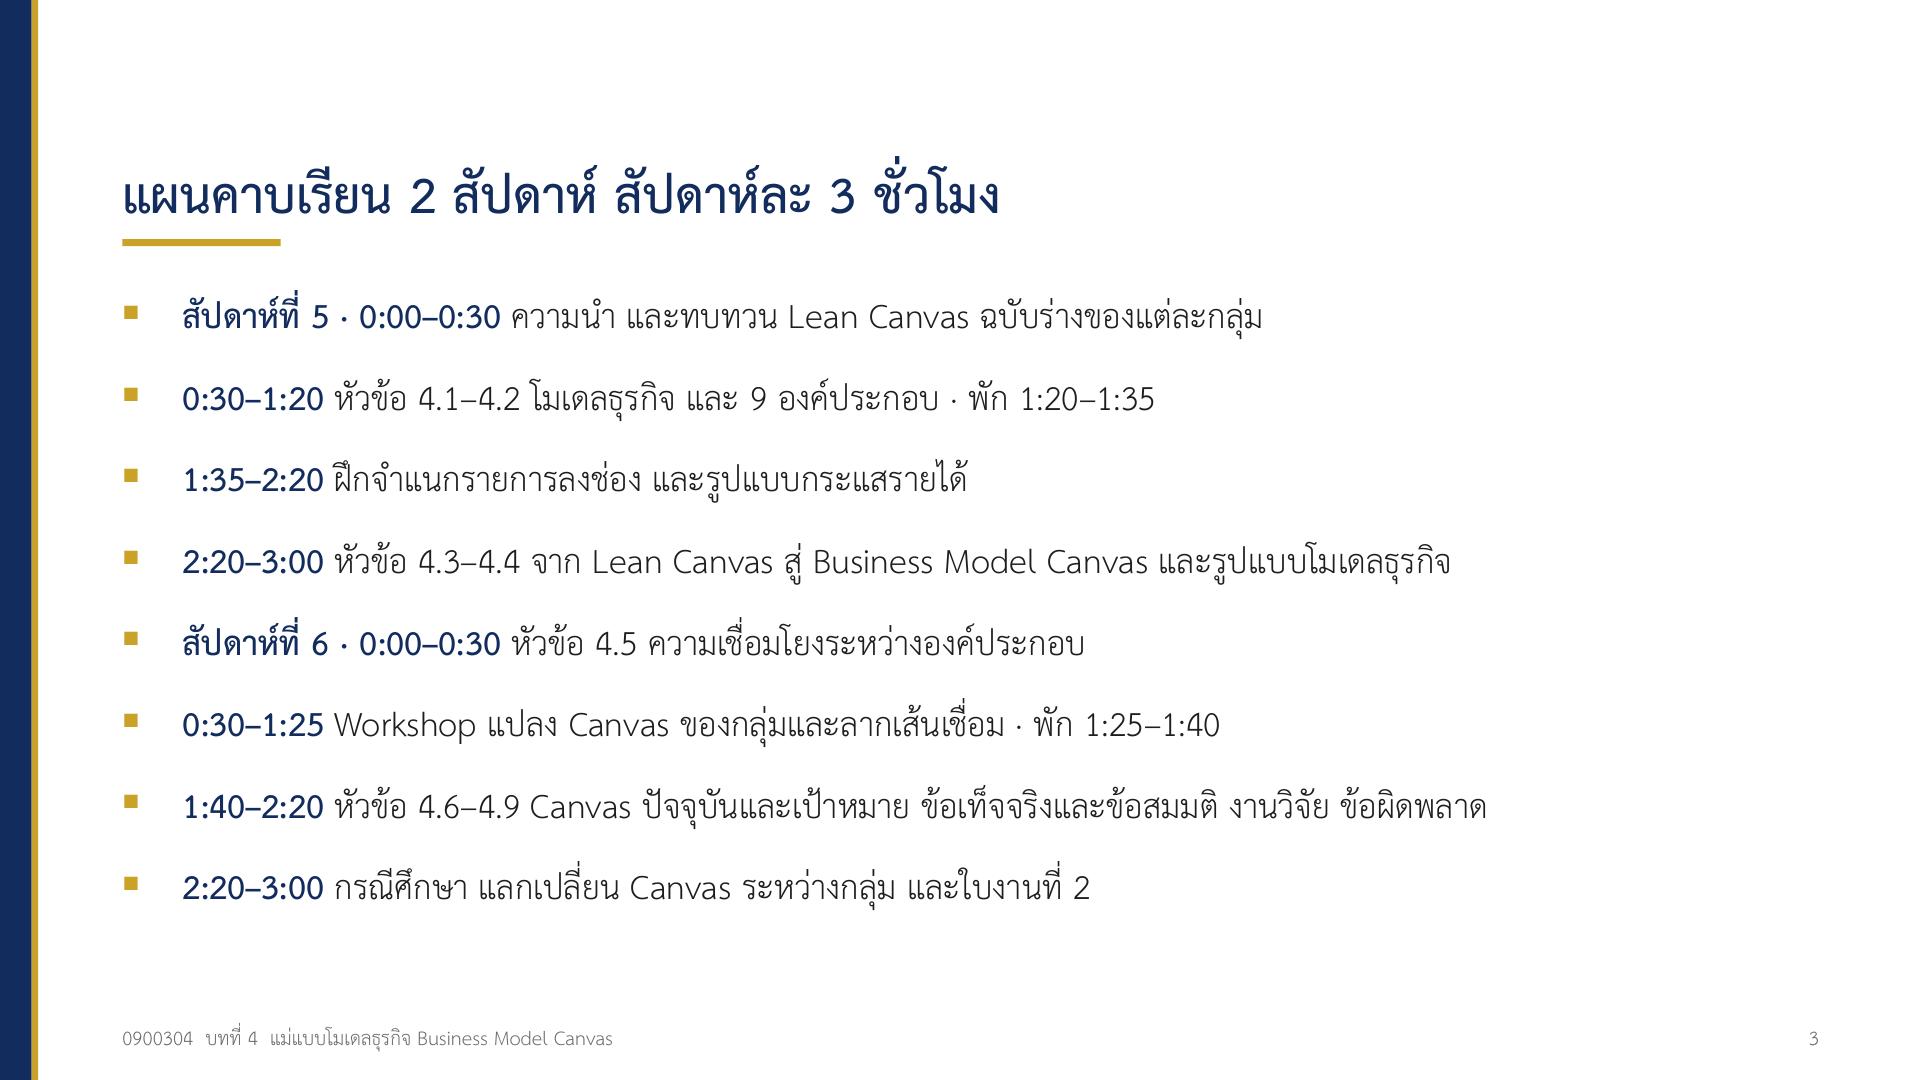 แผนคาบเรียน 2 สัปดาห์ สัปดาห์ละ 3 ชั่วโมง
▪ สัปดาห์ที่ 5 · 0:00–0:30 ความนำ และทบทวน Lean Canvas ฉบับร่างของแต่ละกลุ่ม
▪ 0:30–1:20 หัวข้อ 4.1–4.2 โมเดลธุรกิจ และ 9 องค์ประกอบ · พัก 1:20–1:35
▪ 1:35–2:20 ฝึกจำแนกรายการลงช่อง และรูปแบบกระแสรายได้
▪ 2:20–3:00 หัวข้อ 4.3–4.4 จาก Lean Canvas สู่ Business Model Canvas และรูปแบบโมเดลธุรกิจ
▪ สัปดาห์ที่ 6 · 0:00–0:30 หัวข้อ 4.5 ความเชื่อมโยงระหว่างองค์ประกอบ
▪ 0:30–1:25 Workshop แปลง Canvas ของกลุ่มและลากเส้นเชื่อม · พัก 1:25–1:40
▪ 1:40–2:20 หัวข้อ 4.6–4.9 Canvas ปัจจุบันและเป้าหมาย ข้อเท็จจริงและข้อสมมติ งานวิจัย ข้อผิดพลาด
▪ 2:20–3:00 กรณีศึกษา แลกเปลี่ยน Canvas ระหว่างกลุ่ม และใบงานที่ 2
0900304 บทที่ 4 แม่แบบโมเดลธุรกิจ Business Model Canvas
3